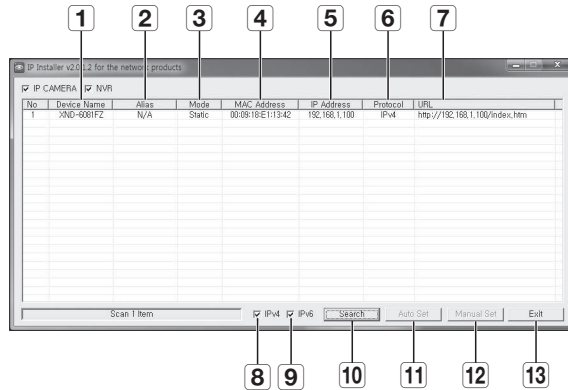 1 2 3 4 5 6 7
IP Installer v2.0.1.2 for the network products
IP CAMERA NVR
No Device Name Alias Mode MAC Address IP Address Protocol URL
1 XND-6081FZ N/A Static 00:09:18:E1:13:42 192,168,1,100 IPv4 http://192,168,1,100/index,htm
Scan 1 Item IPv4 IPv6 Search Auto Set Manual Set Exit
8 9 10 11 12 13